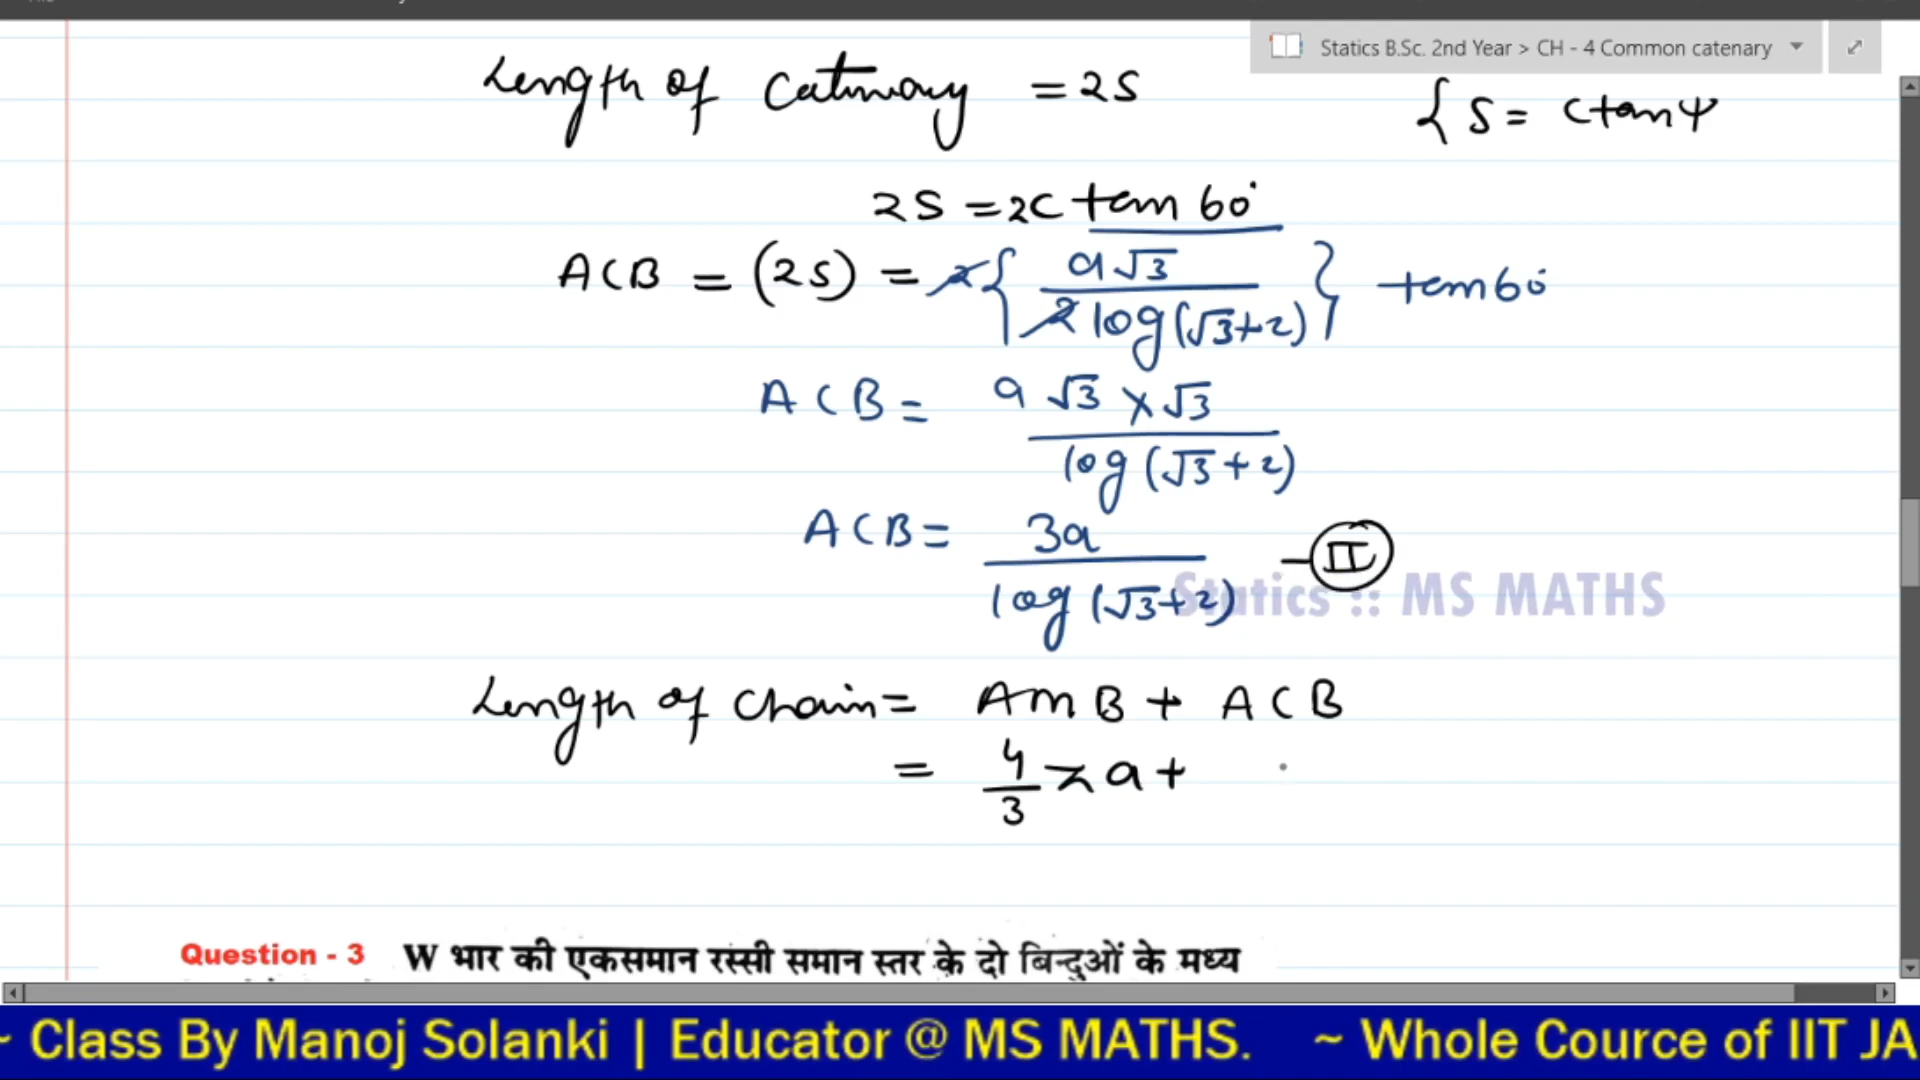 Statics B.Sc. 2nd Year > CH - 4 Common catenary
Length of Catenary = 2S
{ S = c tan ψ
2S = 2C tan 60°
ACB = (2S) = 2 { a√3 / 2 log(√3+2) } tan 60°
ACB = a √3 × √3 / log (√3+2)
ACB = 3a / log (√3+2) - II
Statics :: MS MATHS
Length of Chain = AMB + ACB
= 4/3 π a +
Question - 3 W भार की एकसमान रस्सी समान स्तर के दो बिन्दुओं के मध्य
~ Class By Manoj Solanki | Educator @ MS MATHS. ~ Whole Cource of IIT JA